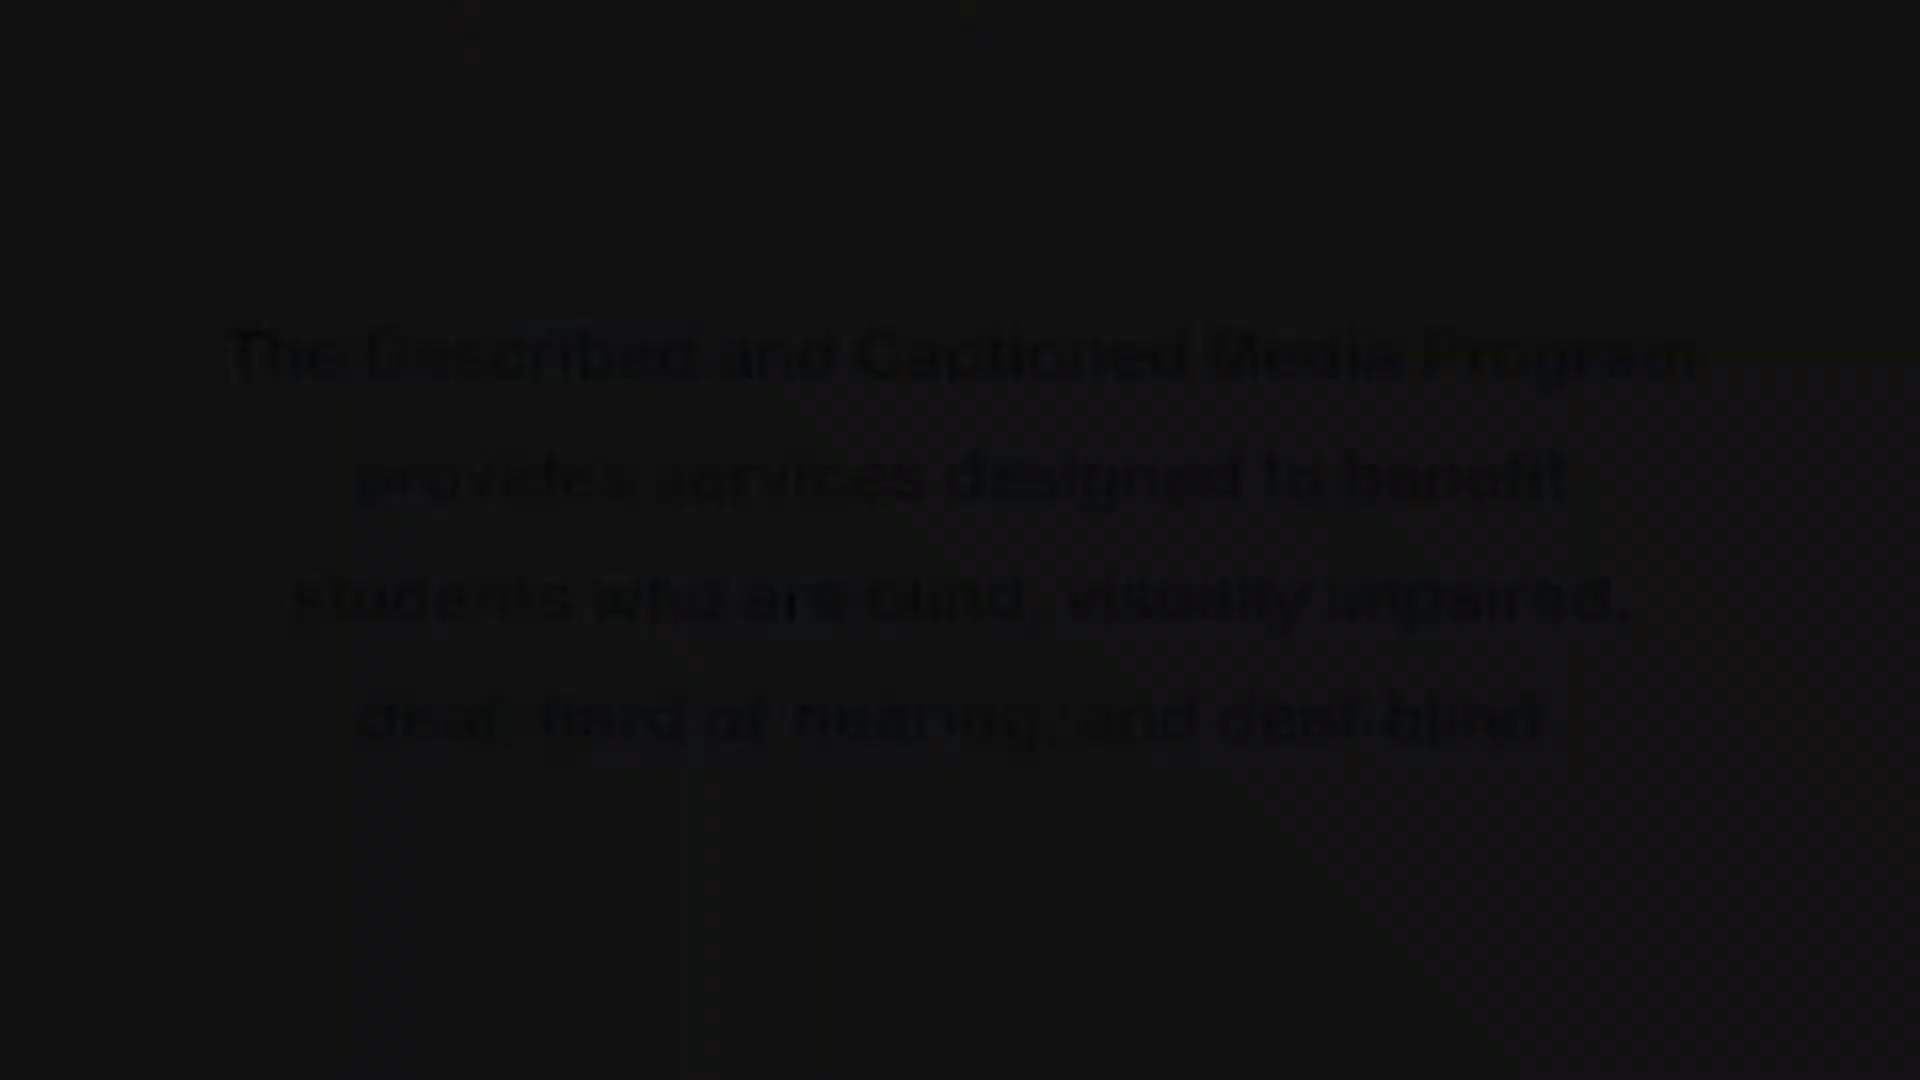 The Described and Captioned Media Program
provides services designed to benefit
students who are blind, visually impaired,
deaf, hard of hearing, and deaf-blind